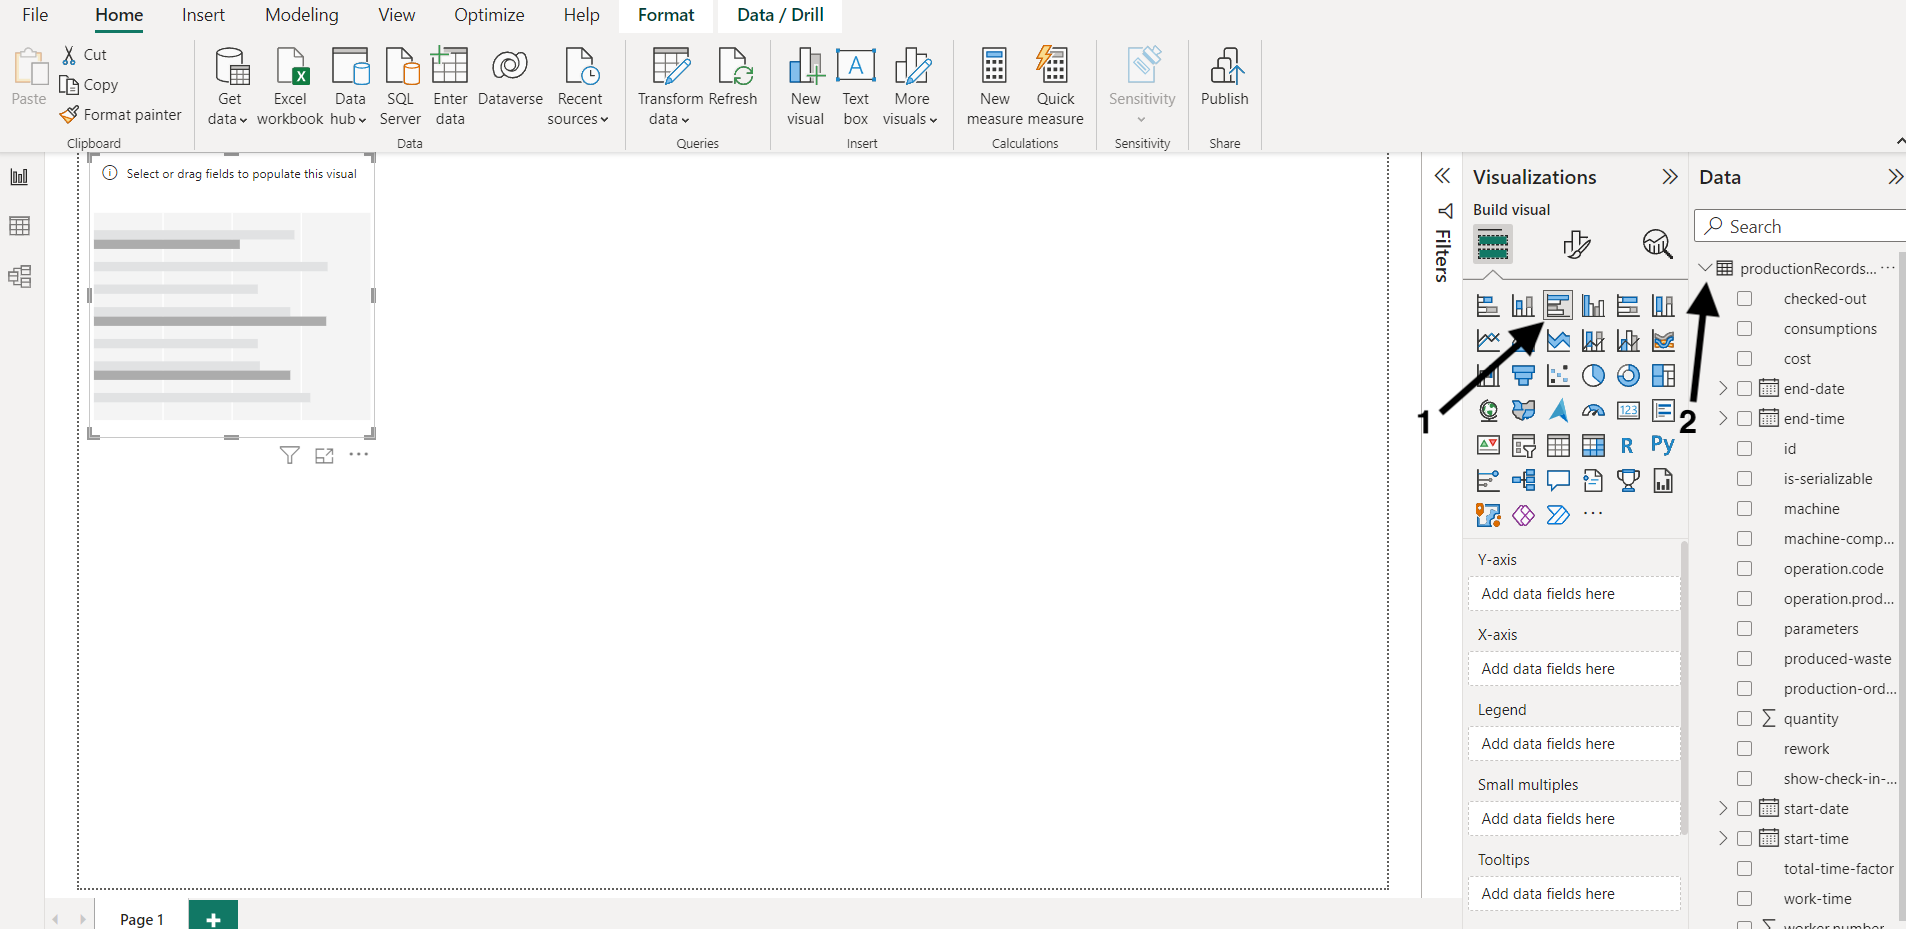 File Home Insert Modeling View Optimize Help Format Data / Drill
Paste
Cut
Copy
Format painter
Clipboard
Get data
Excel workbook
Data hub
SQL Server
Enter data
Dataverse
Recent sources
Data
Transform data
Refresh
Queries
New visual
Text box
More visuals
Insert
New measure
Quick measure
Calculations
Sensitivity
Sensitivity
Publish
Share
Select or drag fields to populate this visual
Filters
Visualizations
Build visual
1
123
R
Py
Y-axis
Add data fields here
X-axis
Add data fields here
Legend
Add data fields here
Small multiples
Add data fields here
Tooltips
Add data fields here
Data
Search
productionRecords...
checked-out
consumptions
cost
end-date
2
end-time
id
is-serializable
machine
machine-comp...
operation.code
operation.prod...
parameters
produced-waste
production-ord...
quantity
rework
show-check-in-...
start-date
start-time
total-time-factor
work-time
worker.number
Page 1